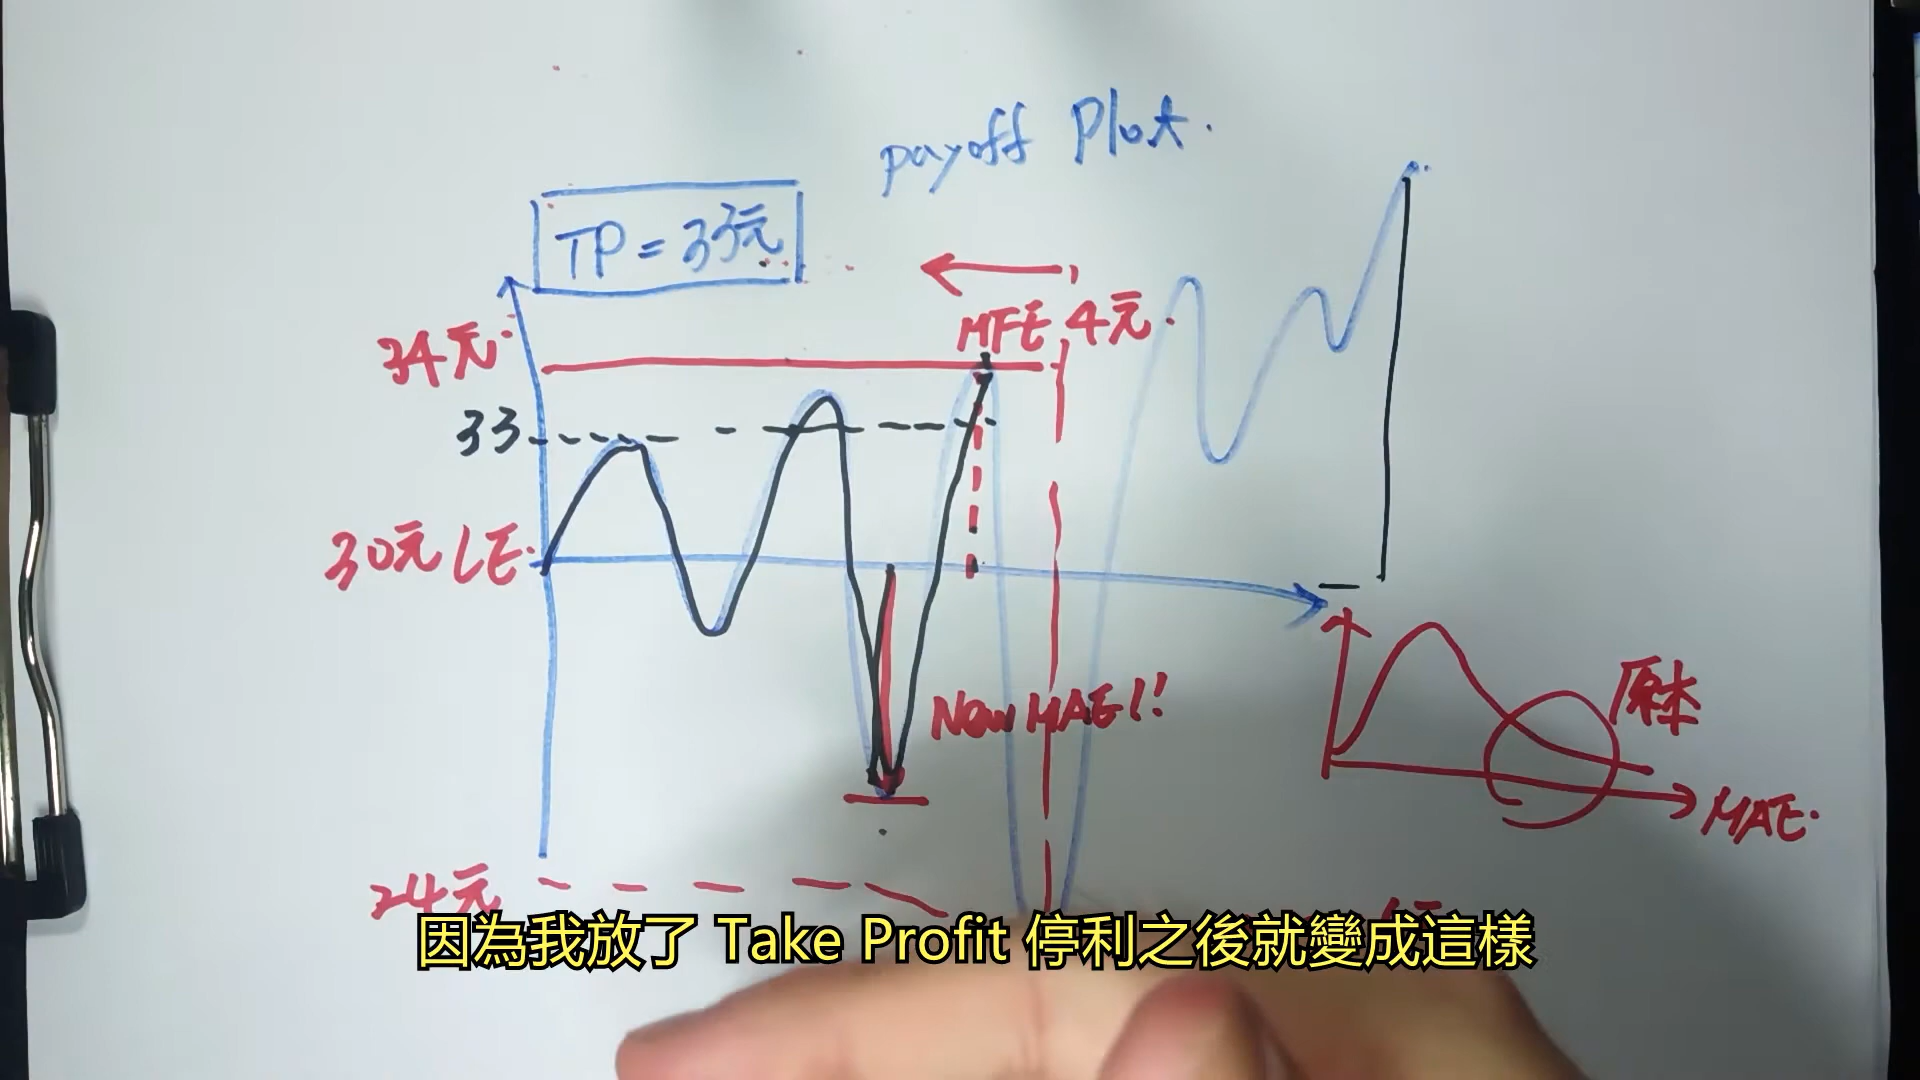 payoff Plot.
TP = 33元
MFE 4元.
34元
33
30元 LE.
New MAE!!
原本
MAE.
24元
因為我放了 Take Profit 停利之後就變成這樣